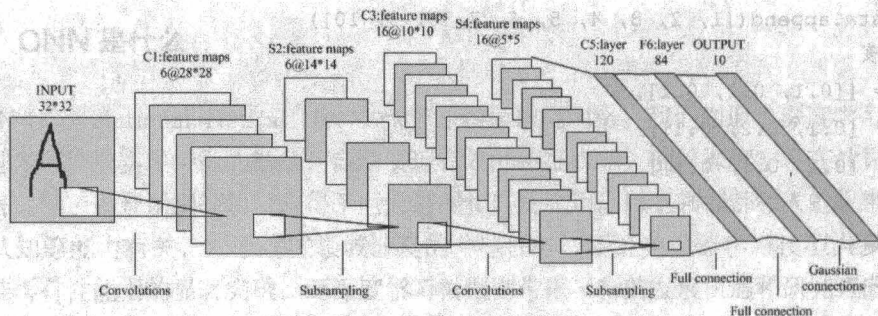 C3:feature maps
16@10*10
S4:feature maps
16@5*5
S2:feature maps
6@14*14
C1:feature maps
6@28*28
C5:layer
120
F6:layer
84
OUTPUT
10
INPUT
32*32
A
Convolutions
Subsampling
Convolutions
Subsampling
Full connection
Full connection
Gaussian
connections